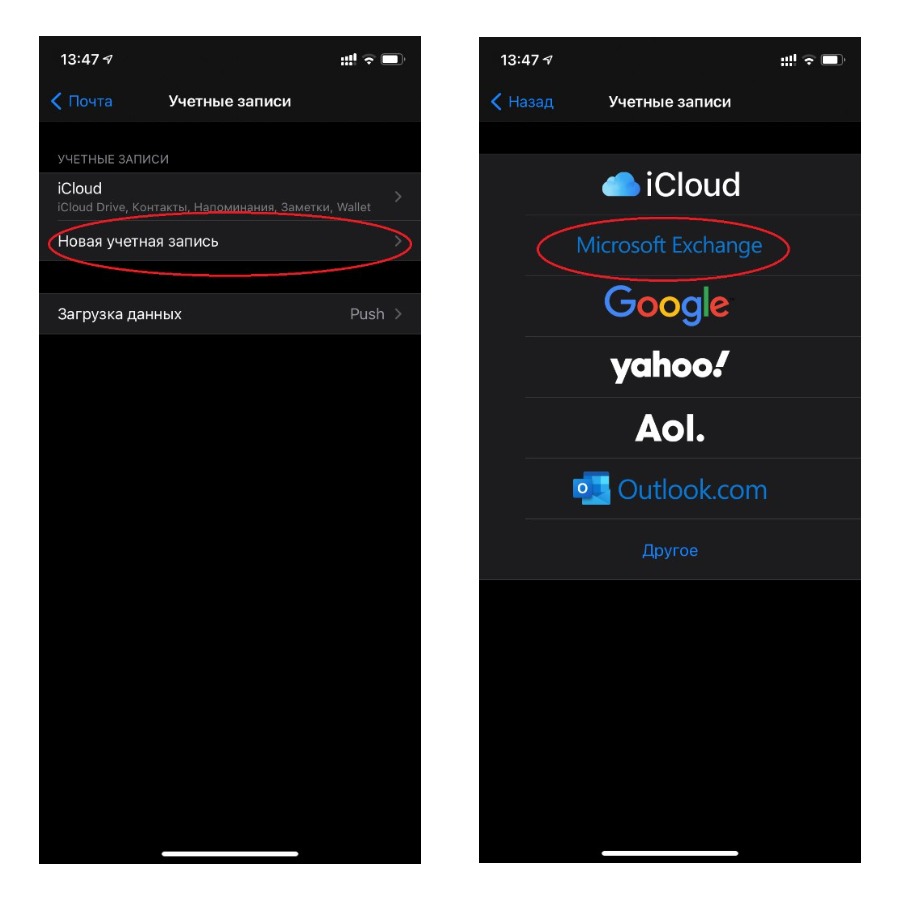 13:47
Почта
Учетные записи
УЧЕТНЫЕ ЗАПИСИ
iCloud
iCloud Drive, Контакты, Напоминания, Заметки, Wallet
Новая учетная запись
Загрузка данных Push
13:47
Назад
Учетные записи
iCloud
Microsoft Exchange
Google
yahoo!
Aol.
Outlook.com
Другое